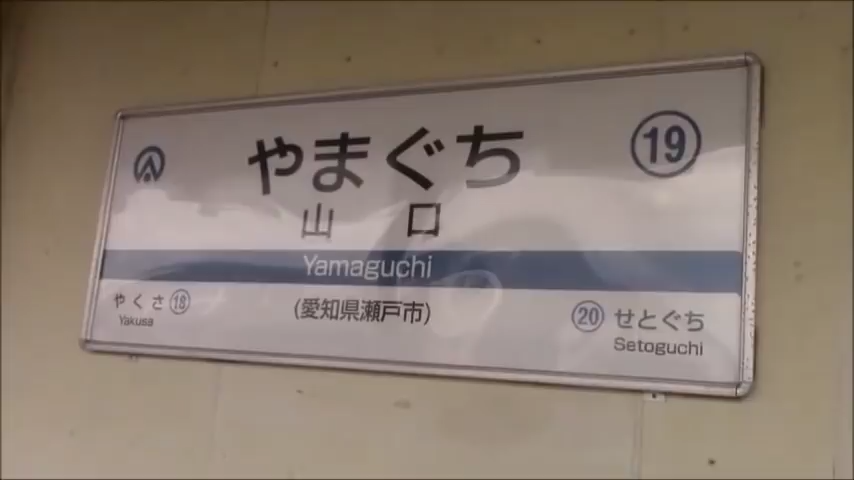 やまぐち
19
山口
Yamaguchi
やくさ 18
Yakusa
(愛知県瀬戸市)
20 せとぐち
Setoguchi